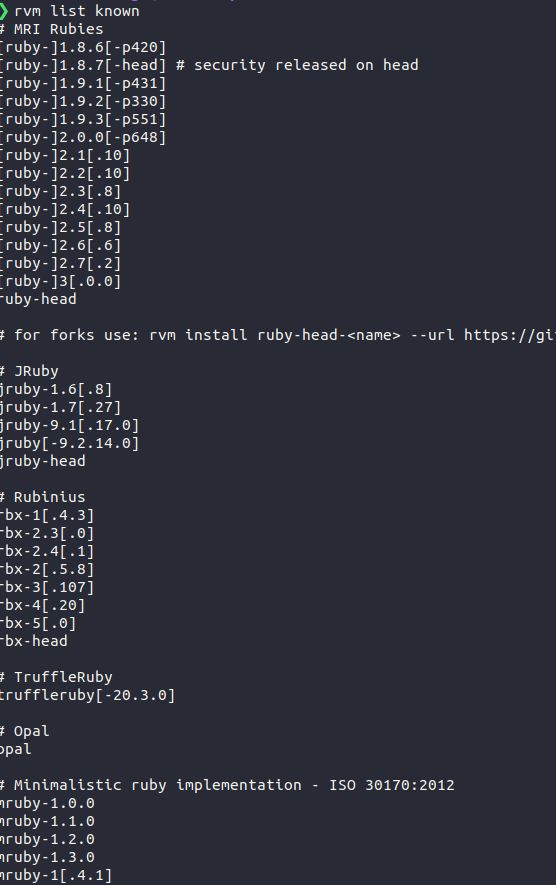 ❯ rvm list known
# MRI Rubies
[ruby-]1.8.6[-p420]
[ruby-]1.8.7[-head] # security released on head
[ruby-]1.9.1[-p431]
[ruby-]1.9.2[-p330]
[ruby-]1.9.3[-p551]
[ruby-]2.0.0[-p648]
[ruby-]2.1[.10]
[ruby-]2.2[.10]
[ruby-]2.3[.8]
[ruby-]2.4[.10]
[ruby-]2.5[.8]
[ruby-]2.6[.6]
[ruby-]2.7[.2]
[ruby-]3[.0.0]
ruby-head
# for forks use: rvm install ruby-head-<name> --url https://gi
# JRuby
jruby-1.6[.8]
jruby-1.7[.27]
jruby-9.1[.17.0]
jruby[-9.2.14.0]
jruby-head
# Rubinius
rbx-1[.4.3]
rbx-2.3[.0]
rbx-2.4[.1]
rbx-2[.5.8]
rbx-3[.107]
rbx-4[.20]
rbx-5[.0]
rbx-head
# TruffleRuby
truffleruby[-20.3.0]
# Opal
opal
# Minimalistic ruby implementation - ISO 30170:2012
mruby-1.0.0
mruby-1.1.0
mruby-1.2.0
mruby-1.3.0
mruby-1[.4.1]